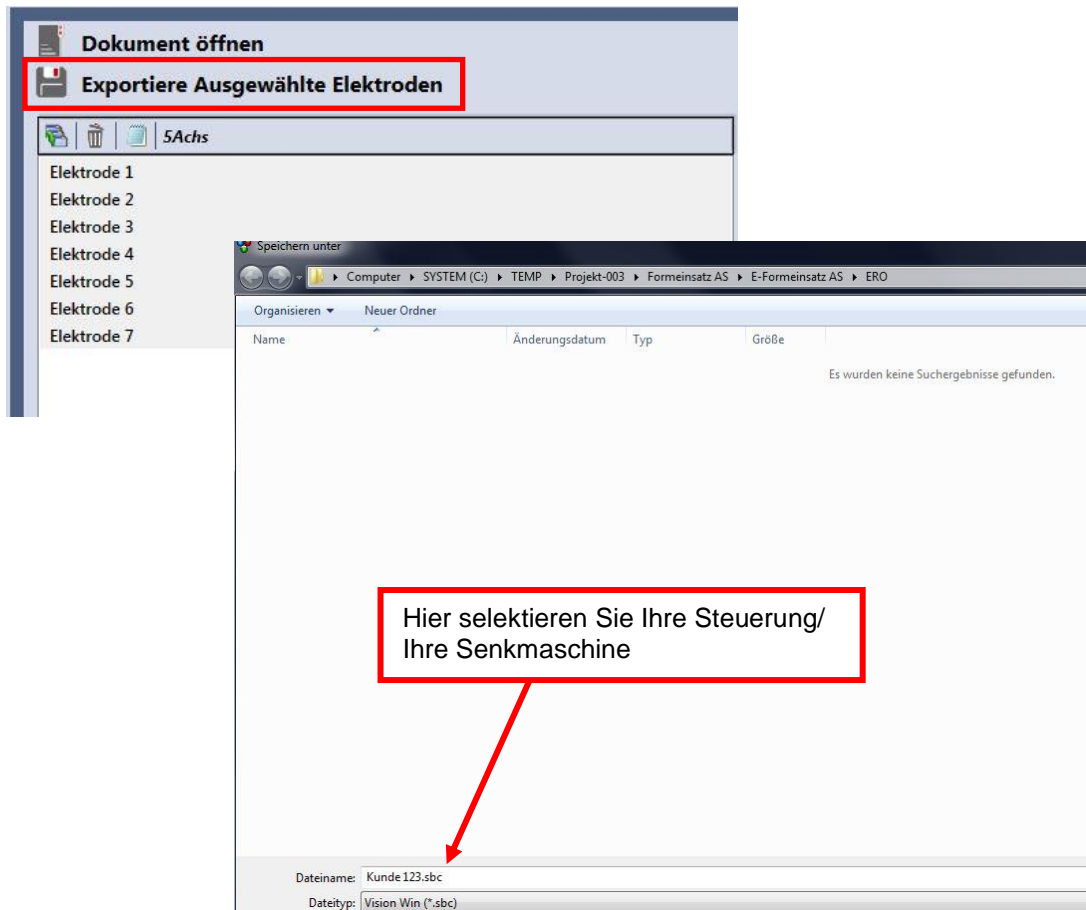 Dokument öffnen
Exportiere Ausgewählte Elektroden
5Achs
Elektrode 1
Elektrode 2
Elektrode 3
Elektrode 4
Elektrode 5
Elektrode 6
Elektrode 7
Speichern unter
Computer ▸ SYSTEM (C:) ▸ TEMP ▸ Projekt-003 ▸ Formeinsatz AS ▸ E-Formeinsatz AS ▸ ERO
Organisieren ▾ Neuer Ordner
Name Änderungsdatum Typ Größe
Es wurden keine Suchergebnisse gefunden.
Hier selektieren Sie Ihre Steuerung/
Ihre Senkmaschine
Dateiname: Kunde 123.sbc
Dateityp: Vision Win (*.sbc)